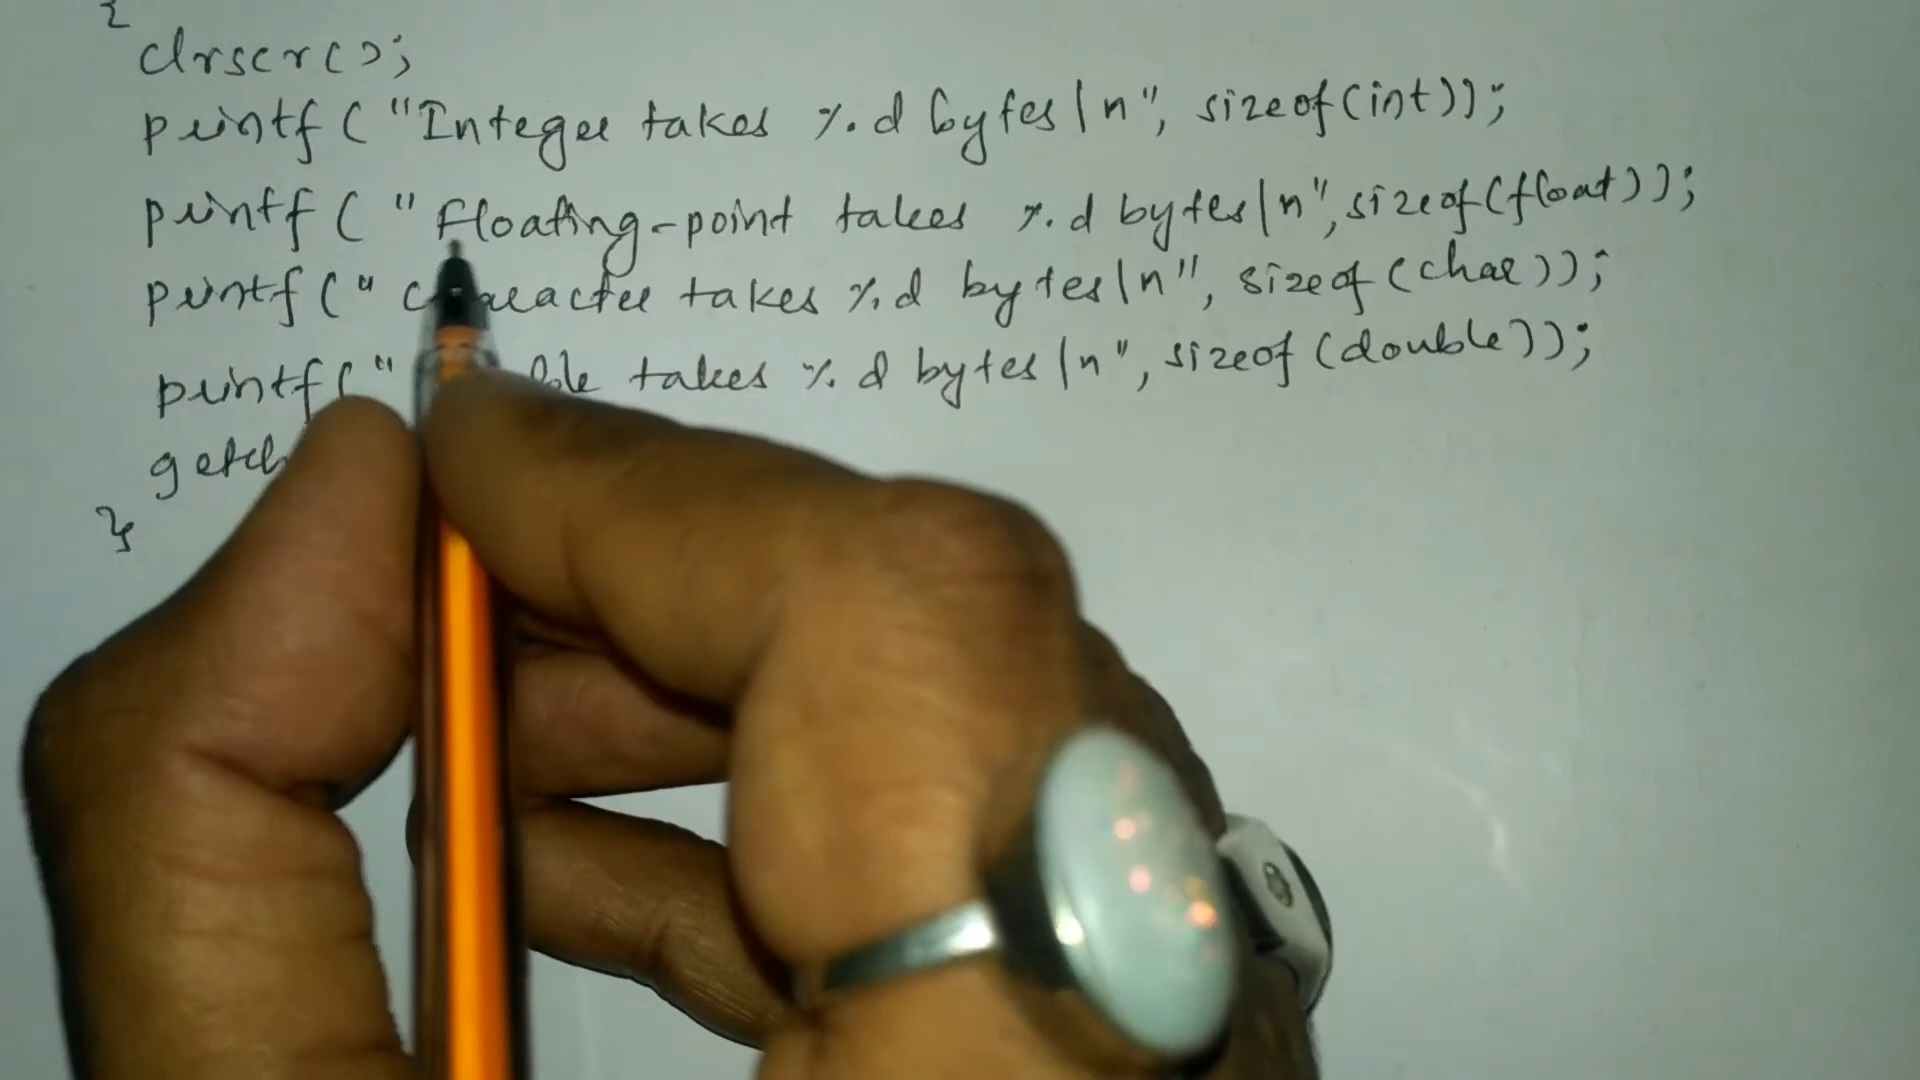 {
clrscr();
printf ("Integer takes %d bytes\n", sizeof(int));
printf ( "Floating-point takes %d bytes\n", sizeof(float));
printf (" character takes %d bytes\n", sizeof (char));
printf (" takes %d bytes\n", sizeof (double));
getch
}